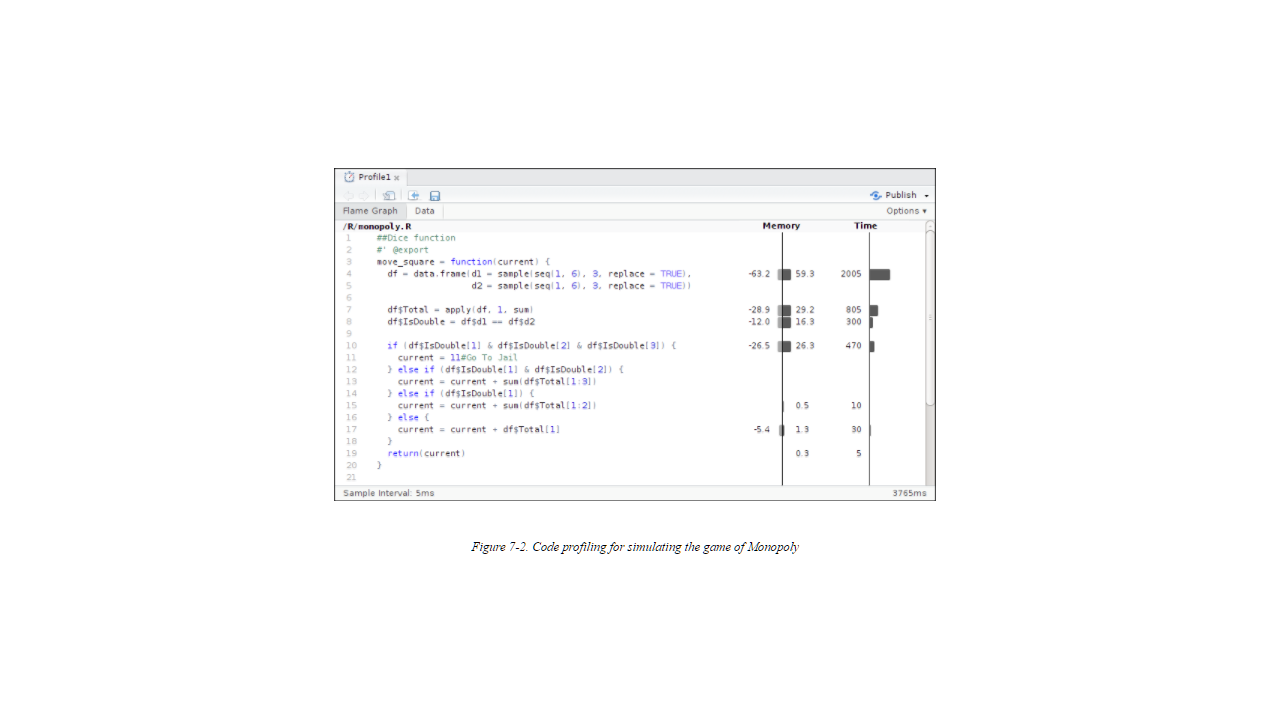 Profile1 ×
Publish
Flame Graph Data Options ▾
/R/monopoly.R Memory Time
1 ##Dice function
2 #' @export
3 move_square = function(current) {
4 df = data.frame(d1 = sample(seq(1, 6), 3, replace = TRUE), -63.2 59.3 2005
5 d2 = sample(seq(1, 6), 3, replace = TRUE))
6
7 df$Total = apply(df, 1, sum) -28.9 29.2 805
8 df$IsDouble = df$d1 == df$d2 -12.0 16.3 300
9
10 if (df$IsDouble[1] & df$IsDouble[2] & df$IsDouble[3]) { -26.5 26.3 470
11 current = 11#Go To Jail
12 } else if (df$IsDouble[1] & df$IsDouble[2]) {
13 current = current + sum(df$Total[1:3])
14 } else if (df$IsDouble[1]) {
15 current = current + sum(df$Total[1:2]) 0.5 10
16 } else {
17 current = current + df$Total[1] -5.4 1.3 30
18 }
19 return(current) 0.3 5
20 }
21
Sample Interval: 5ms 3765ms
Figure 7-2. Code profiling for simulating the game of Monopoly